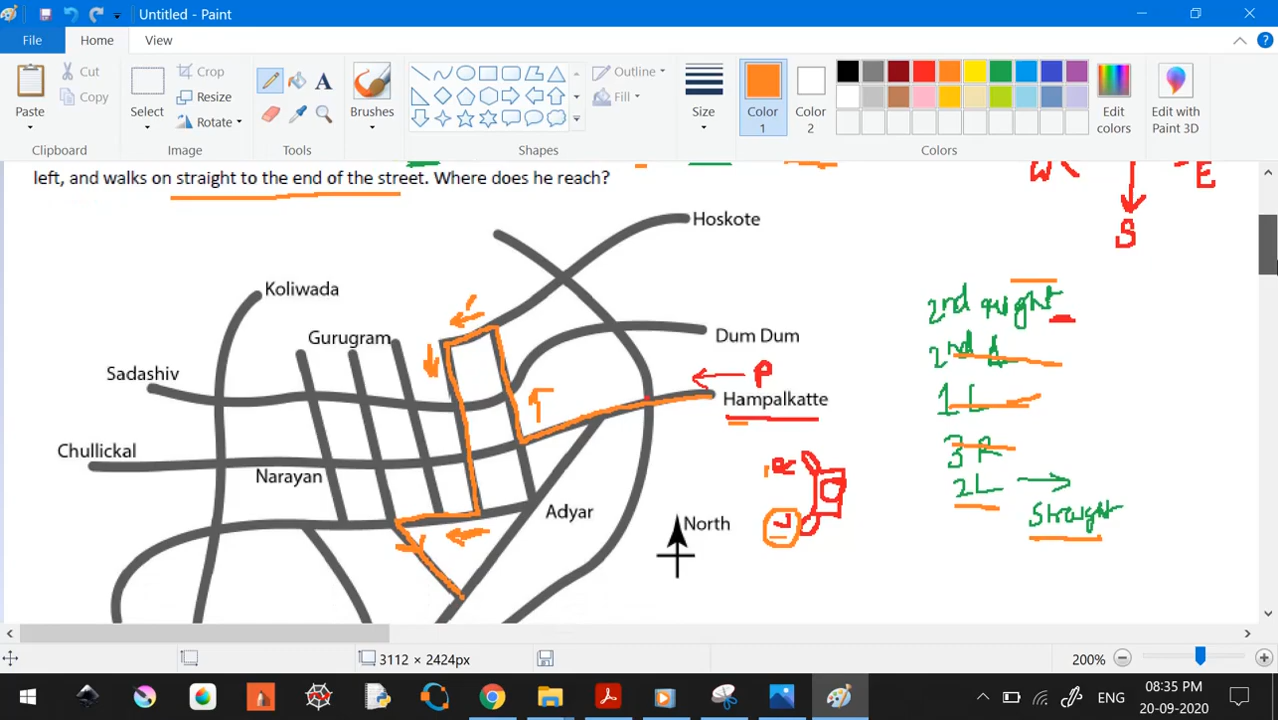 Untitled - Paint
File
Home
View
Paste
Cut
Copy
Clipboard
Select
Crop
Resize
Rotate
Image
A
Tools
Brushes
Outline
Fill
Shapes
Size
Color 1
Color 2
Edit colors
Edit with Paint 3D
Colors
left, and walks on straight to the end of the street. Where does he reach?
W
E
S
Hoskote
Koliwada
Gurugram
Dum Dum
Sadashiv
P
Hampalkatte
Chullickal
Narayan
Adyar
North
2nd right
2nd L
1 L
3 R
2L
Straight
R
L
3112 × 2424px
200%
ENG
08:35 PM
20-09-2020